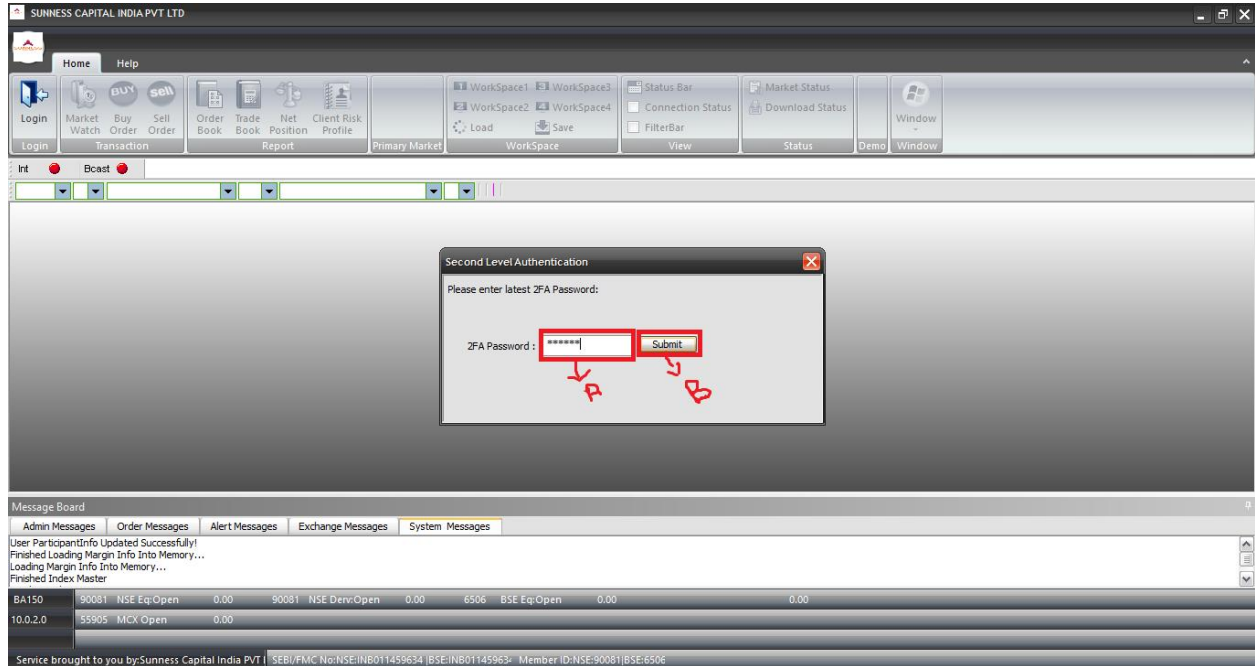 SUNNESS CAPITAL INDIA PVT LTD
Home Help
WorkSpace1 WorkSpace3 Status Bar Market Status
WorkSpace2 WorkSpace4 Connection Status Download Status
Login Market Watch Buy Order Sell Order Order Book Trade Book Net Position Client Risk Profile Load Save FilterBar Window
Login Transaction Report Primary Market WorkSpace View Status Demo Window
Int Bcast
Second Level Authentication
Please enter latest 2FA Password:
2FA Password : ****** Submit
A B
Message Board
Admin Messages Order Messages Alert Messages Exchange Messages System Messages
User ParticipantInfo Updated Successfully!
Finished Loading Margin Info Into Memory...
Loading Margin Info Into Memory...
Finished Index Master
BA150 90081 NSE Eq:Open 0.00 90081 NSE Derv:Open 0.00 6506 BSE Eq:Open 0.00 0.00
10.0.2.0 55905 MCX Open 0.00
Service brought to you by:Sunness Capital India PVT SEBI/FMC No:NSE:INB011459634 |BSE:INB01145963 Member ID:NSE:90081|BSE:6506